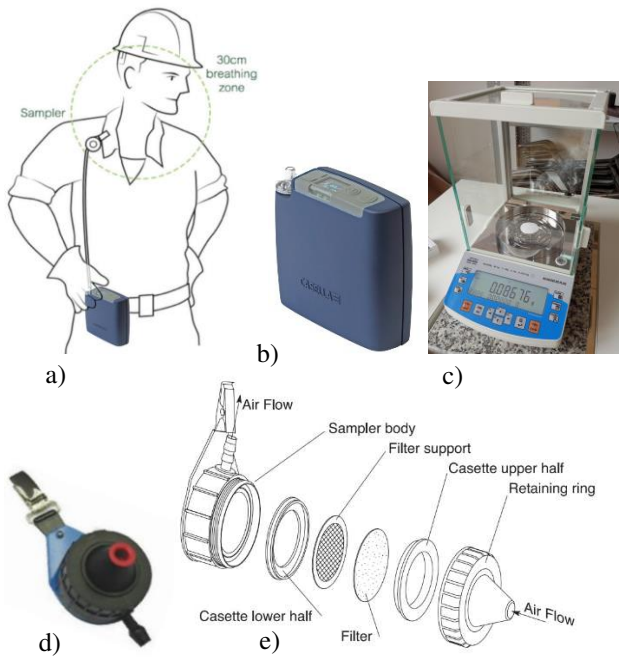 30cm
breathing
zone
Sampler
CASELLA
a)
b)
0.08676
c)
Air Flow
Sampler body
Filter support
Casette upper half
Retaining ring
Casette lower half
Filter
Air Flow
d)
e)